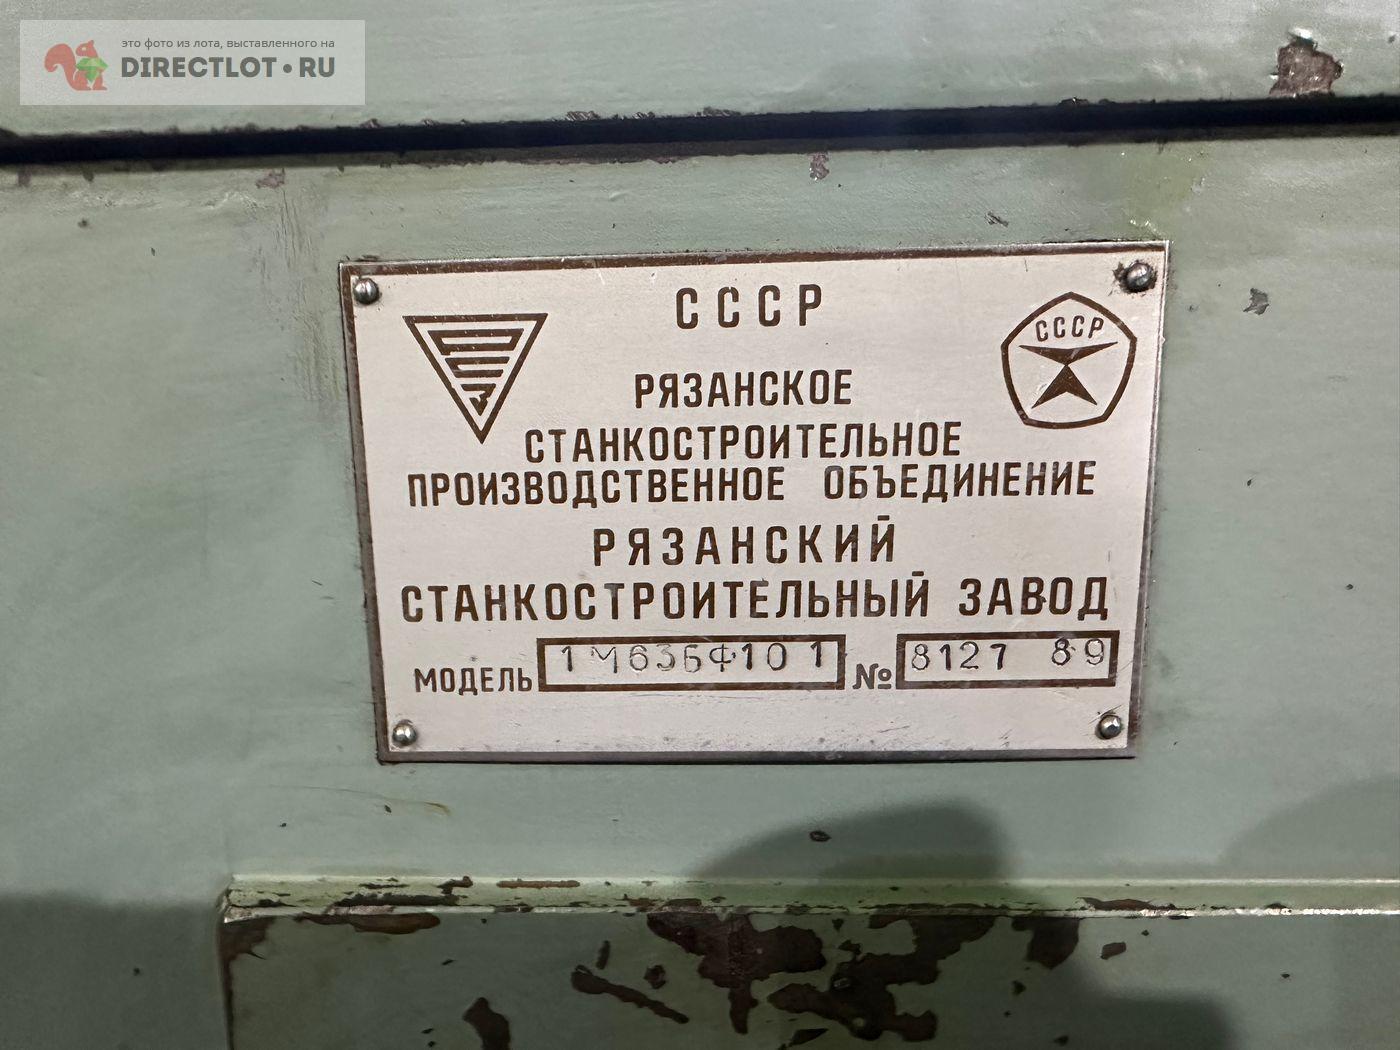 это фото из лота, выставленного на
DIRECTLOT.RU
СССР
СССР
РЯЗАНСКОЕ
СТАНКОСТРОИТЕЛЬНОЕ
ПРОИЗВОДСТВЕННОЕ ОБЪЕДИНЕНИЕ
РЯЗАНСКИЙ
СТАНКОСТРОИТЕЛЬНЫЙ ЗАВОД
МОДЕЛЬ 1М63БФ101 № 8127 89